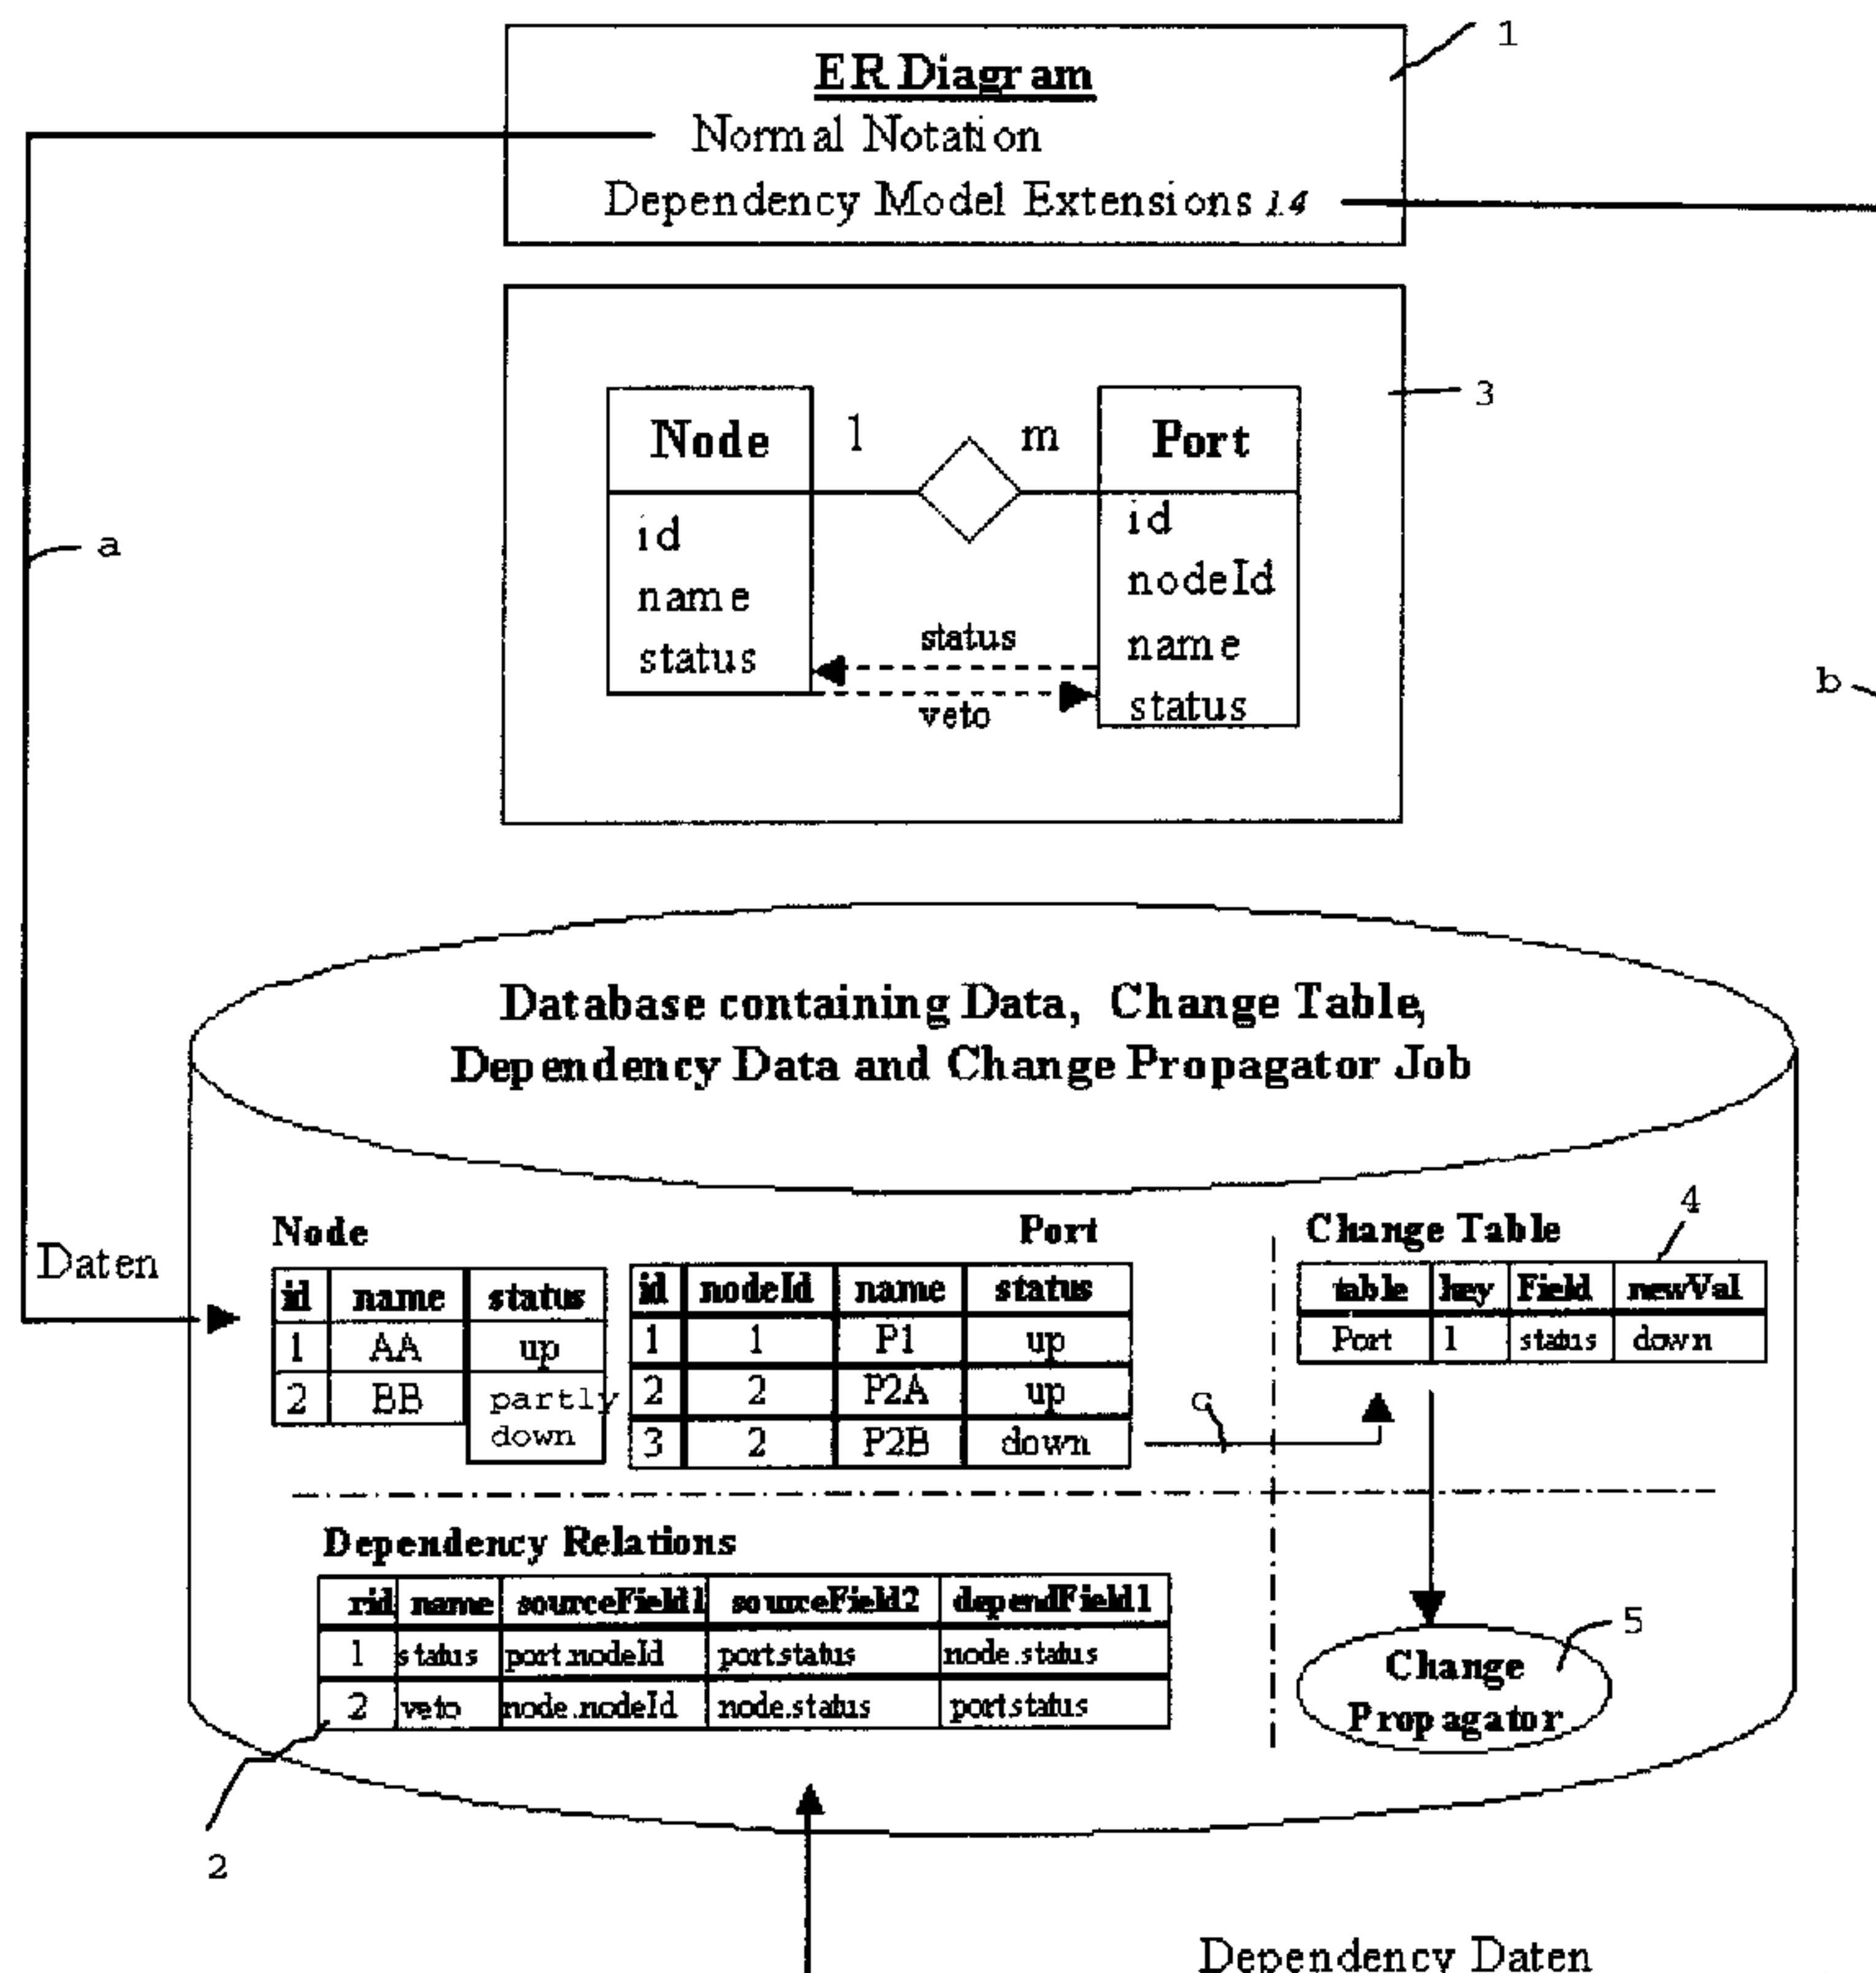 1
ER Diagram
Normal Notation
Dependency Model Extensions 1.4
3
Node 1 m Port
id
name
status
id
nodeId
name
status
status
veto
a
b
Database containing Data, Change Table,
Dependency Data and Change Propagator Job
Daten
Node
id name status
1 AA up
2 BB partly down
Port
id nodeId name status
1 1 P1 up
2 2 P2A up
3 2 P2B down
c
Change Table
4
table key Field newVal
Port 1 status down
Dependency Relations
rid name sourceField1 sourceField2 dependField1
1 status port.nodeId port.status node.status
2 veto node.nodeId node.status port.status
5
Change
Propagator
2
Dependency Daten